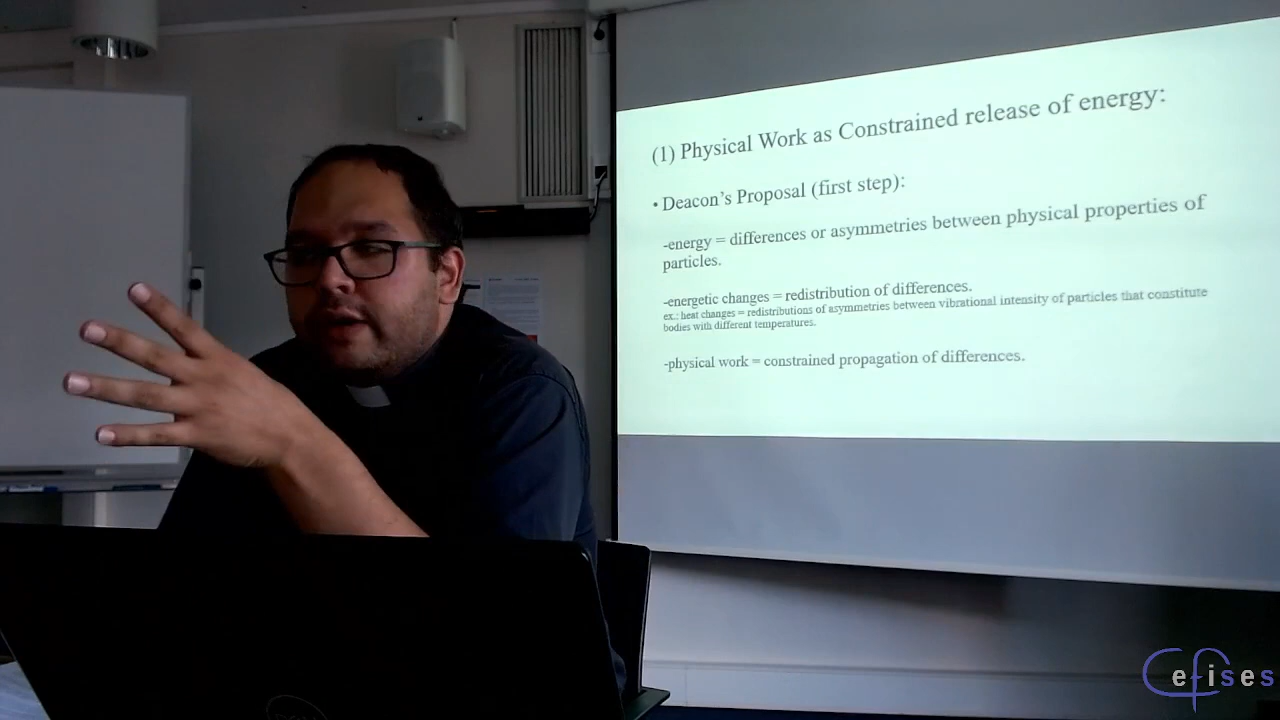 (1) Physical Work as Constrained release of energy:
• Deacon's Proposal (first step):
-energy = differences or asymmetries between physical properties of
particles.
-energetic changes = redistribution of differences.
ex.: heat changes = redistributions of asymmetries between vibrational intensity of particles that constitute
bodies with different temperatures.
-physical work = constrained propagation of differences.
Cefises